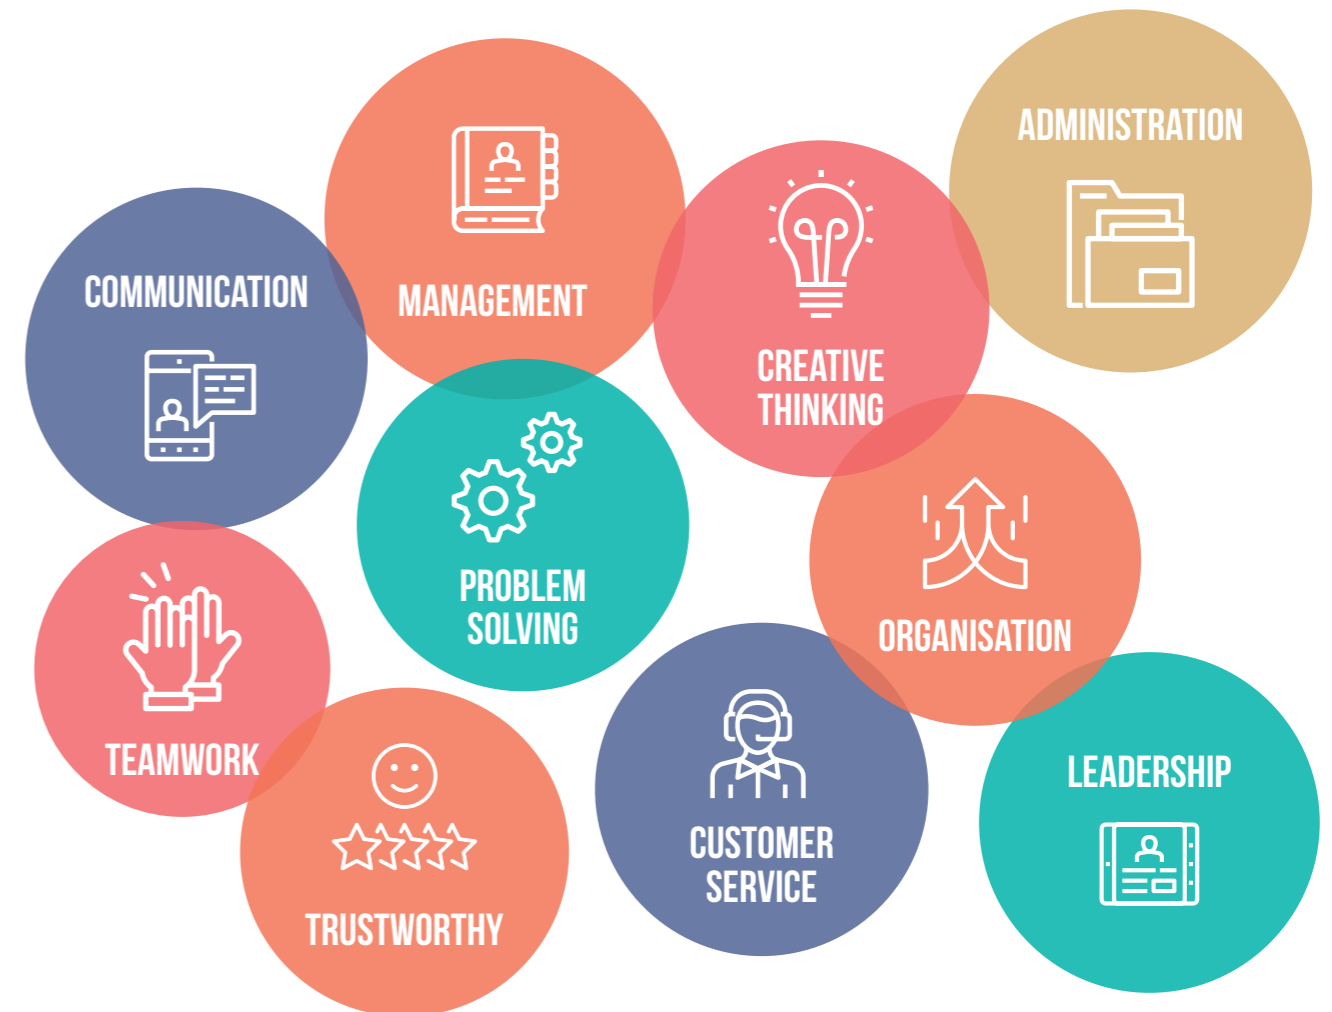 ADMINISTRATION
COMMUNICATION
MANAGEMENT
CREATIVE
THINKING
PROBLEM
SOLVING
ORGANISATION
TEAMWORK
LEADERSHIP
CUSTOMER
SERVICE
TRUSTWORTHY